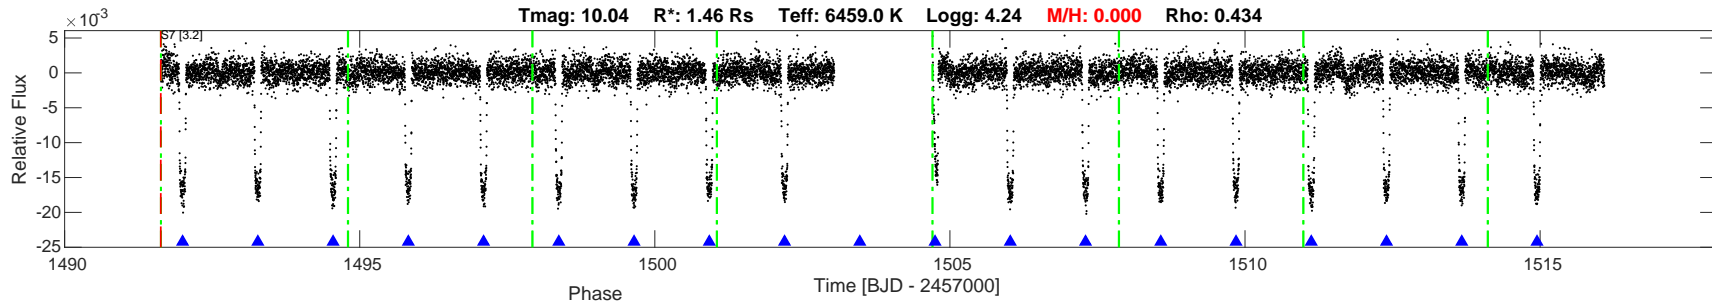 Tmag: 10.04 R*: 1.46 Rs Teff: 6459.0 K Logg: 4.24 M/H: 0.000 Rho: 0.434
×10⁻³
S7 [3.2]
5
0
-5
-10
-15
-20
-25
Relative Flux
1490 1495 1500 1505 1510 1515
Phase
Time [BJD - 2457000]